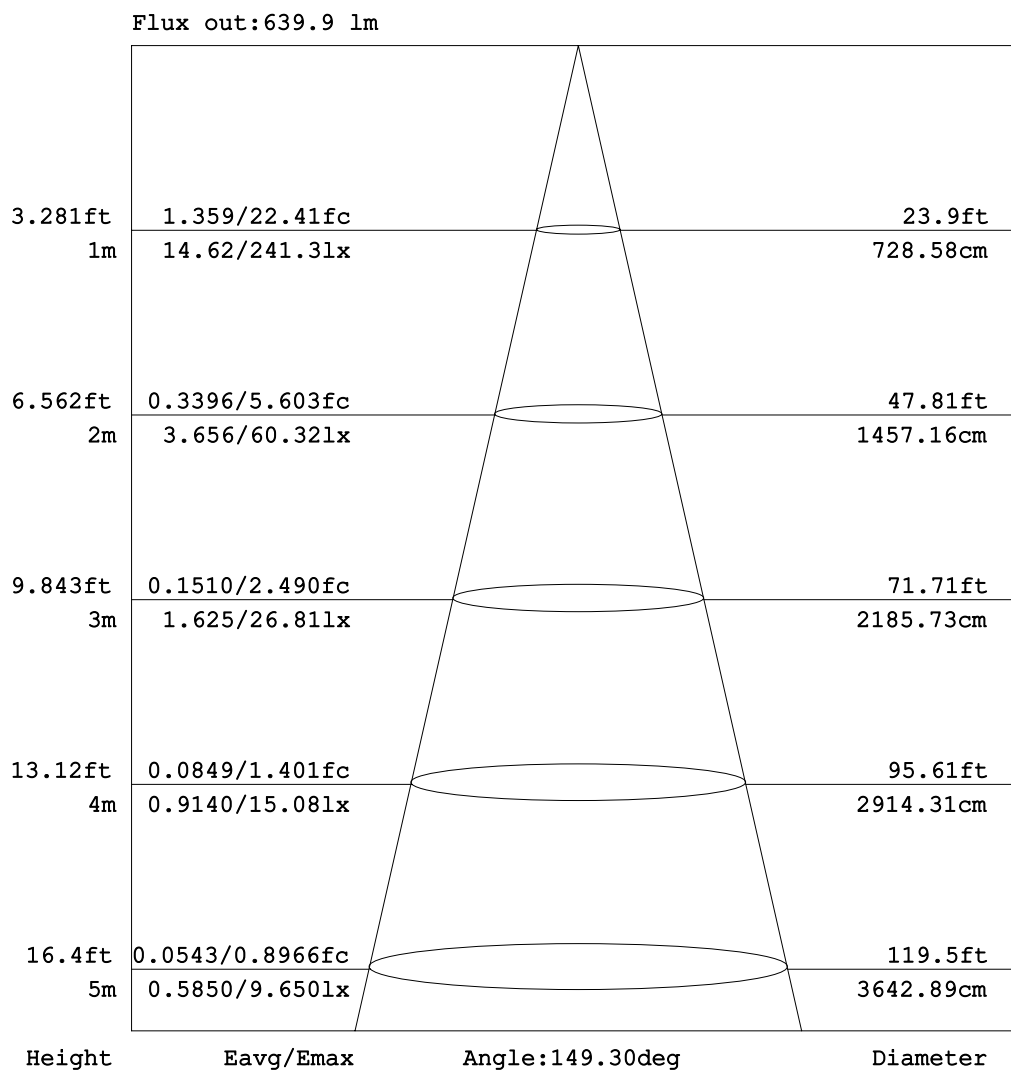 Flux out:639.9 lm
3.281ft 1.359/22.41fc 23.9ft
1m 14.62/241.3lx 728.58cm
6.562ft 0.3396/5.603fc 47.81ft
2m 3.656/60.32lx 1457.16cm
9.843ft 0.1510/2.490fc 71.71ft
3m 1.625/26.81lx 2185.73cm
13.12ft 0.0849/1.401fc 95.61ft
4m 0.9140/15.08lx 2914.31cm
16.4ft 0.0543/0.8966fc 119.5ft
5m 0.5850/9.650lx 3642.89cm
Height Eavg/Emax Angle:149.30deg Diameter